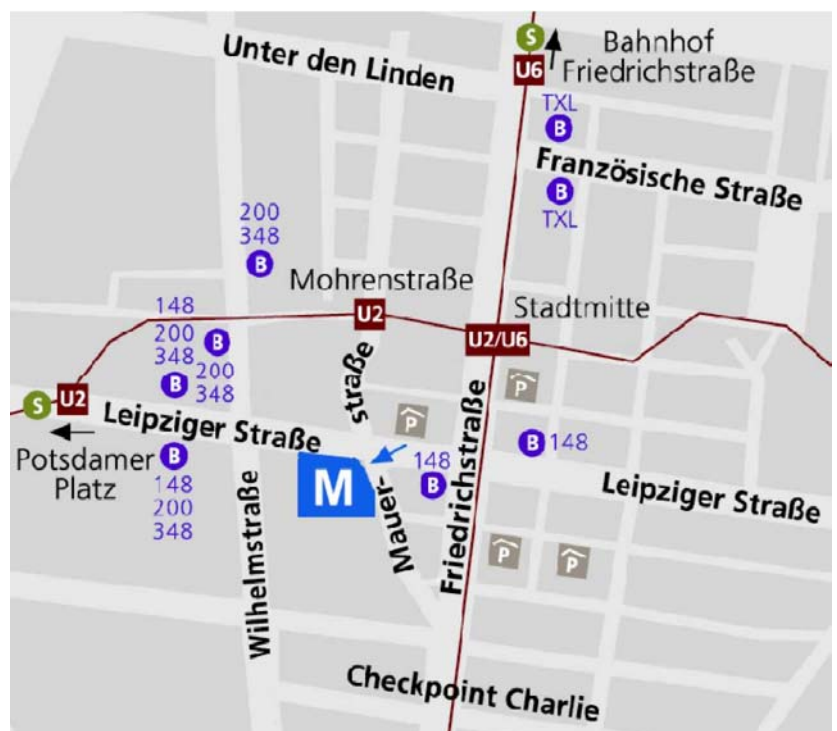 S
Bahnhof
Friedrichstraße
U6
Unter den Linden
TXL
B
Französische Straße
B
TXL
200
348
B
Mohrenstraße
148
U2
Stadtmitte
200
348
B
U2/U6
B
200
348
straße
P
S
U2
Leipziger Straße
P
Potsdamer
Platz
B
148
200
348
148
B
B
148
M
Leipziger Straße
Mauer-
Friedrichstraße
Wilhelmstraße
P
P
Checkpoint Charlie